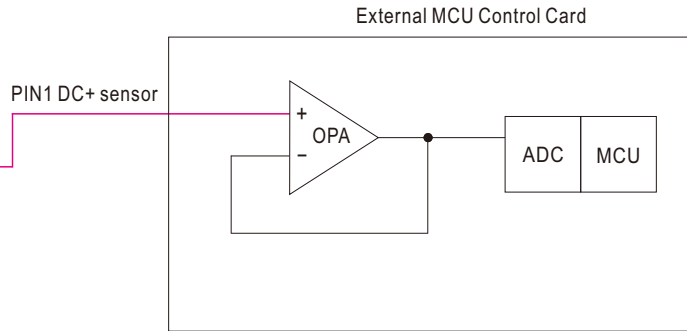 External MCU Control Card
PIN1 DC+ sensor
+
OPA
−
ADC
MCU